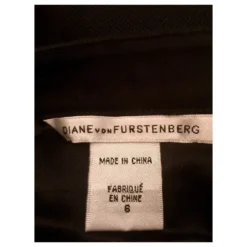 DIANE VON FURSTENBERG
MADE IN CHINA
FABRIQUÉ
EN CHINE
6